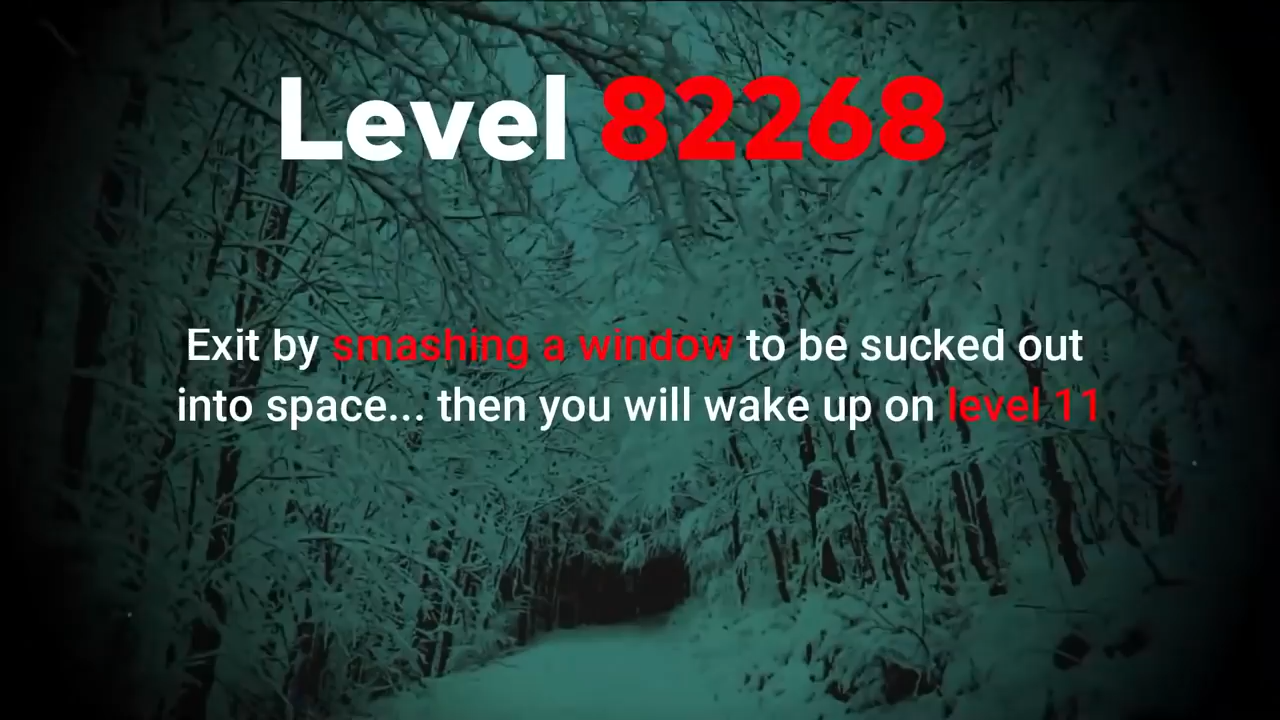 Level 82268
Exit by smashing a window to be sucked out
into space... then you will wake up on level 11